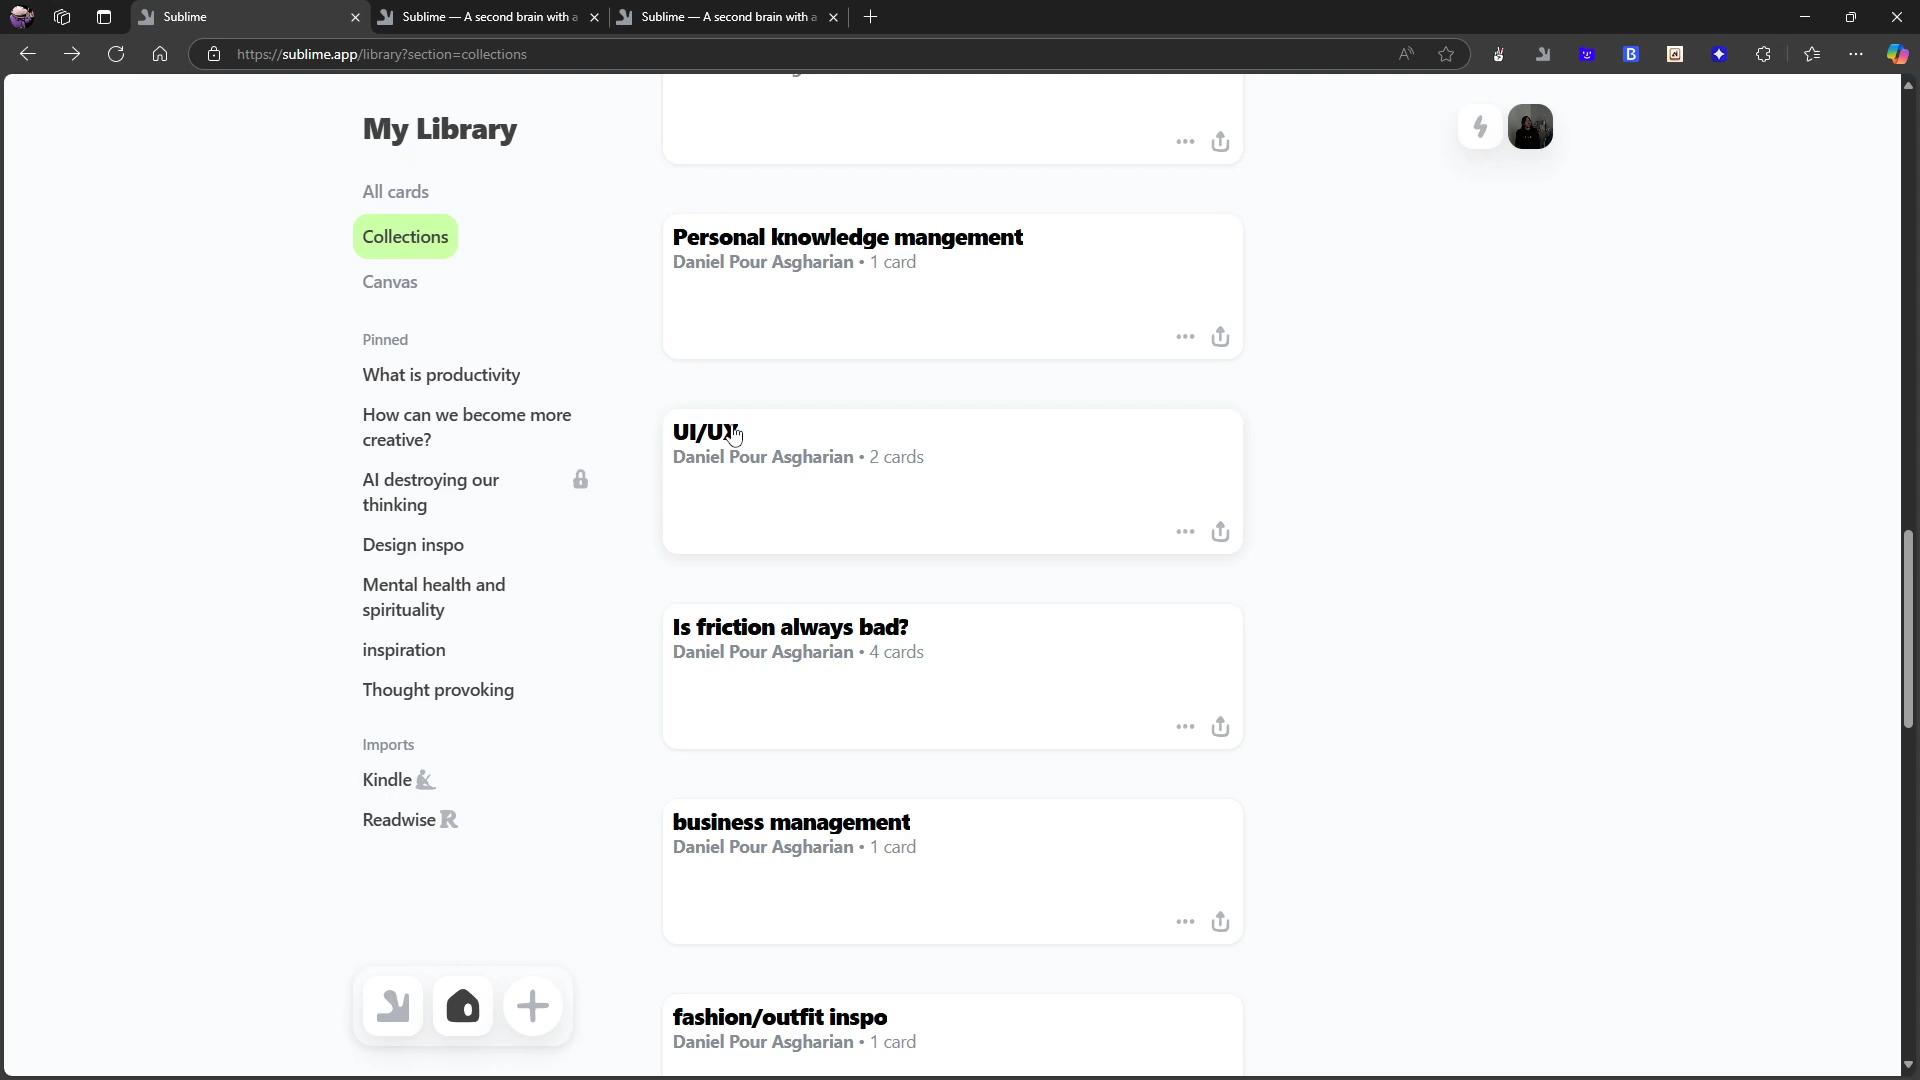 Sublime
Sublime — A second brain with a
Sublime — A second brain with a
https://sublime.app/library?section=collections
My Library
All cards
Collections
Canvas
Pinned
What is productivity
How can we become more
creative?
AI destroying our
thinking
Design inspo
Mental health and
spirituality
inspiration
Thought provoking
Imports
Kindle
Readwise R
Personal knowledge mangement
Daniel Pour Asgharian • 1 card
UI/UX
Daniel Pour Asgharian • 2 cards
Is friction always bad?
Daniel Pour Asgharian • 4 cards
business management
Daniel Pour Asgharian • 1 card
fashion/outfit inspo
Daniel Pour Asgharian • 1 card